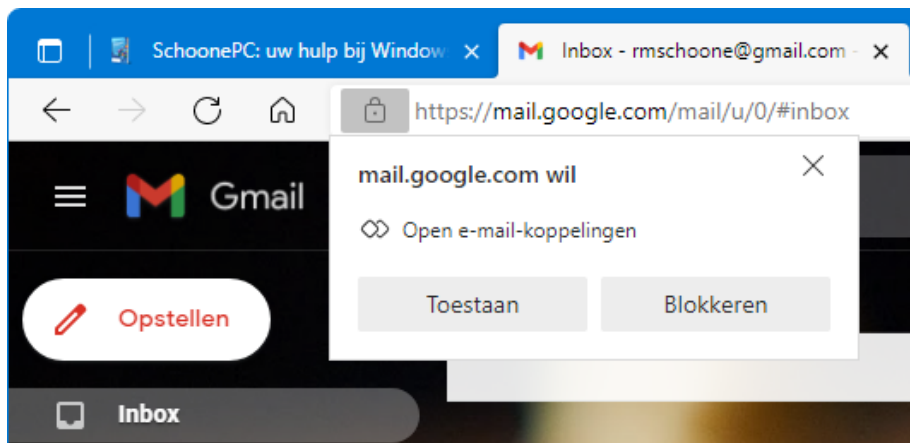 SchoonePC: uw hulp bij Window
Inbox - rmschoone@gmail.com -
https://mail.google.com/mail/u/0/#inbox
Gmail
mail.google.com wil
Open e-mail-koppelingen
Toestaan
Blokkeren
Opstellen
Inbox